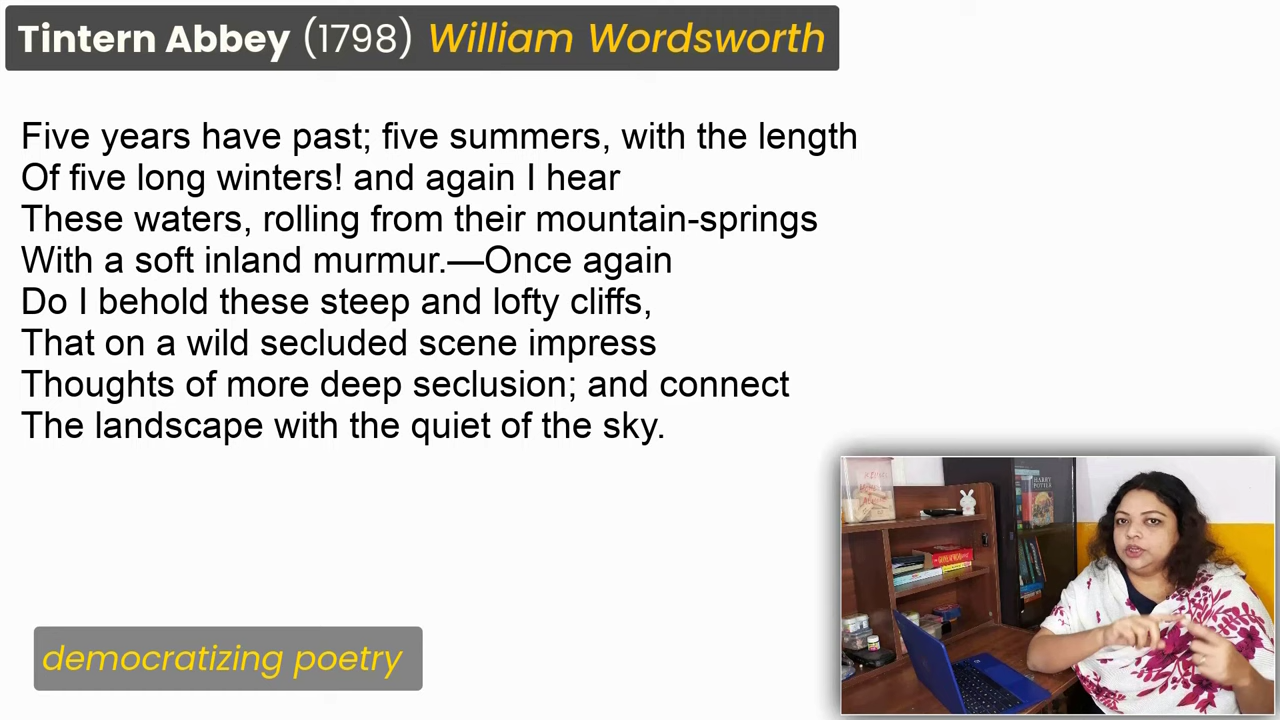 Tintern Abbey (1798) William Wordsworth
Five years have past; five summers, with the length
Of five long winters! and again I hear
These waters, rolling from their mountain-springs
With a soft inland murmur.—Once again
Do I behold these steep and lofty cliffs,
That on a wild secluded scene impress
Thoughts of more deep seclusion; and connect
The landscape with the quiet of the sky.
HARRY
POTTER
democratizing poetry